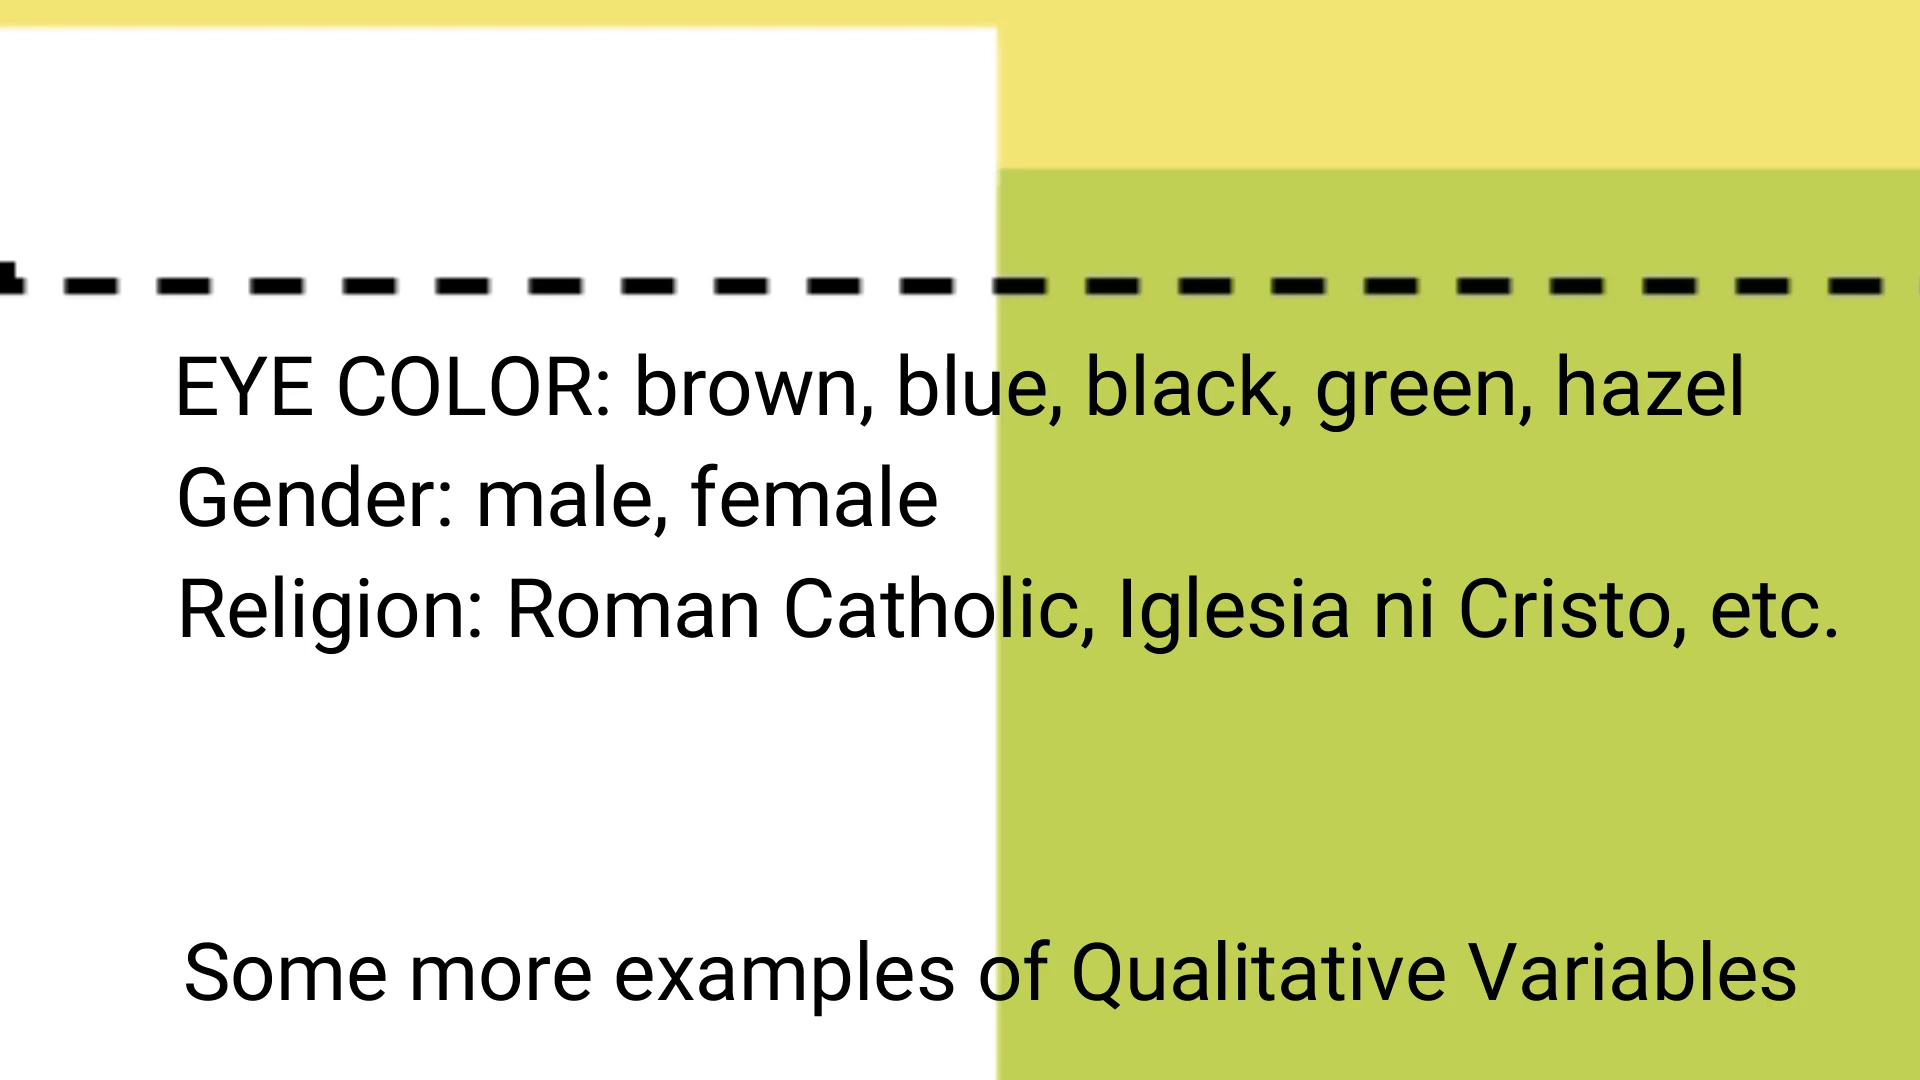 EYE COLOR: brown, blue, black, green, hazel
Gender: male, female
Religion: Roman Catholic, Iglesia ni Cristo, etc.
Some more examples of Qualitative Variables